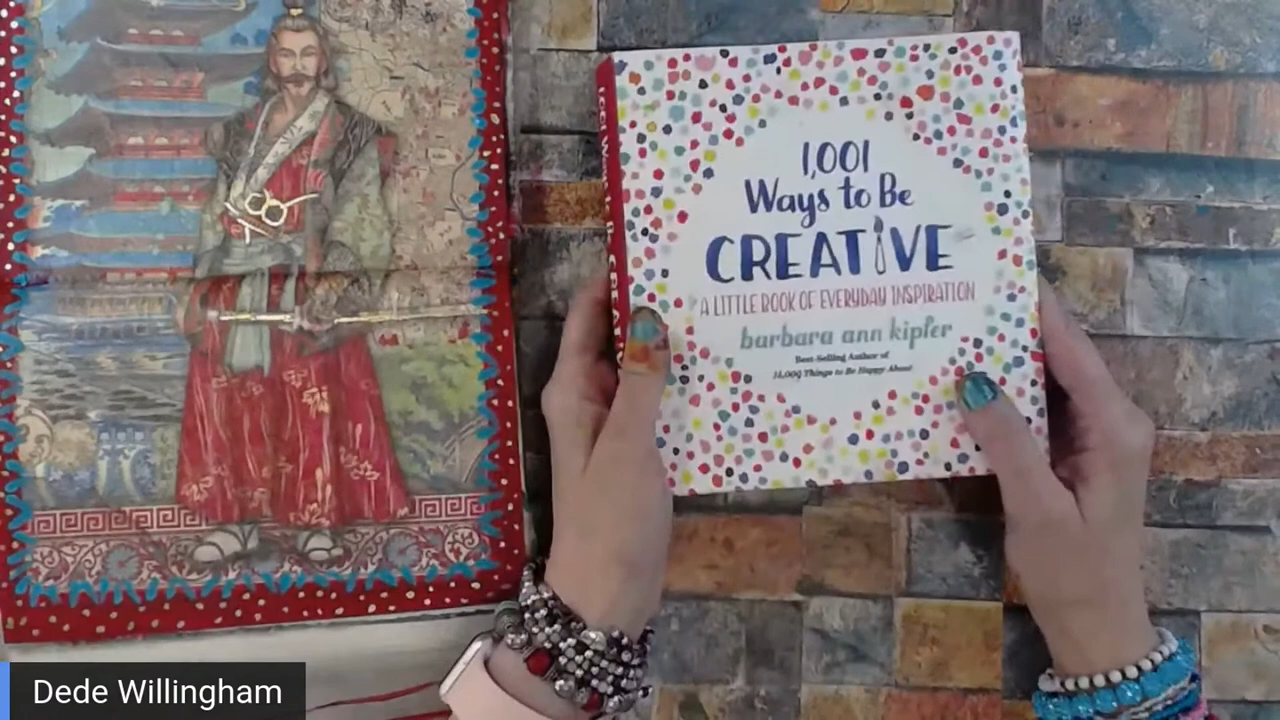 1,001
Ways to Be
CREATIVE
A LITTLE BOOK OF EVERYDAY INSPIRATION
barbara ann kipfer
Best-Selling Author of
14,000 Things to Be Happy About
Dede Willingham